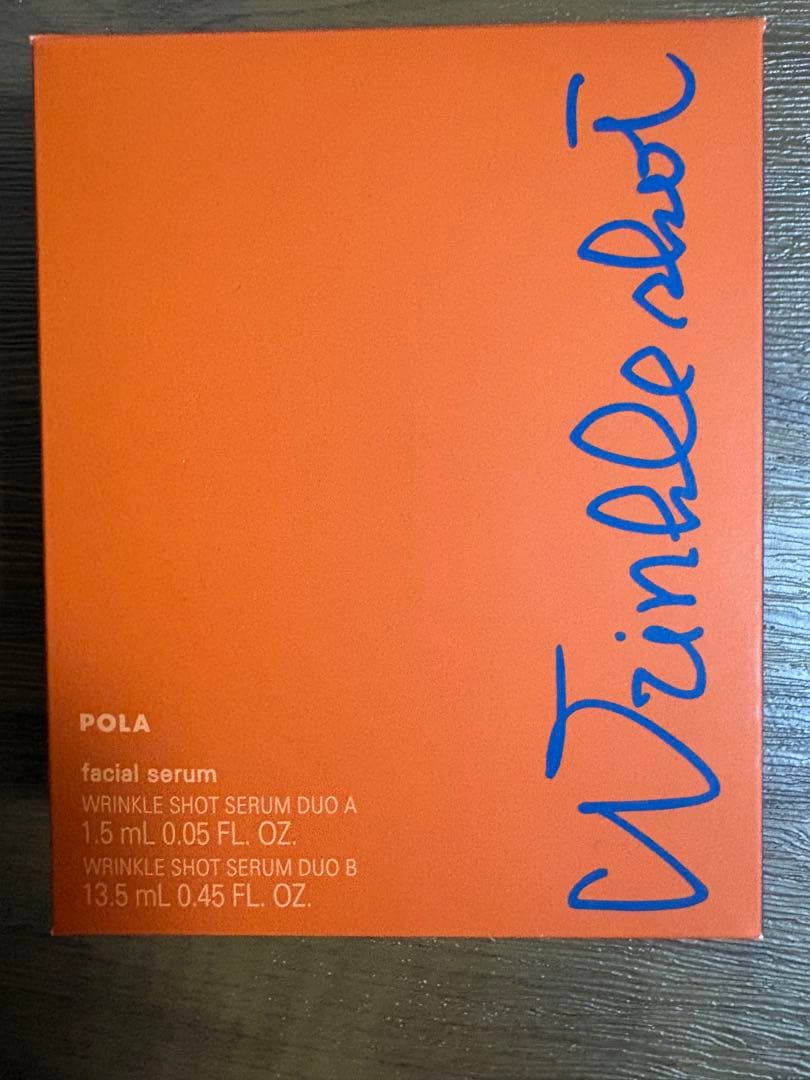 Wrinkle shot
POLA
facial serum
WRINKLE SHOT SERUM DUO A
1.5 mL 0.05 FL. OZ.
WRINKLE SHOT SERUM DUO B
13.5 mL 0.45 FL. OZ.